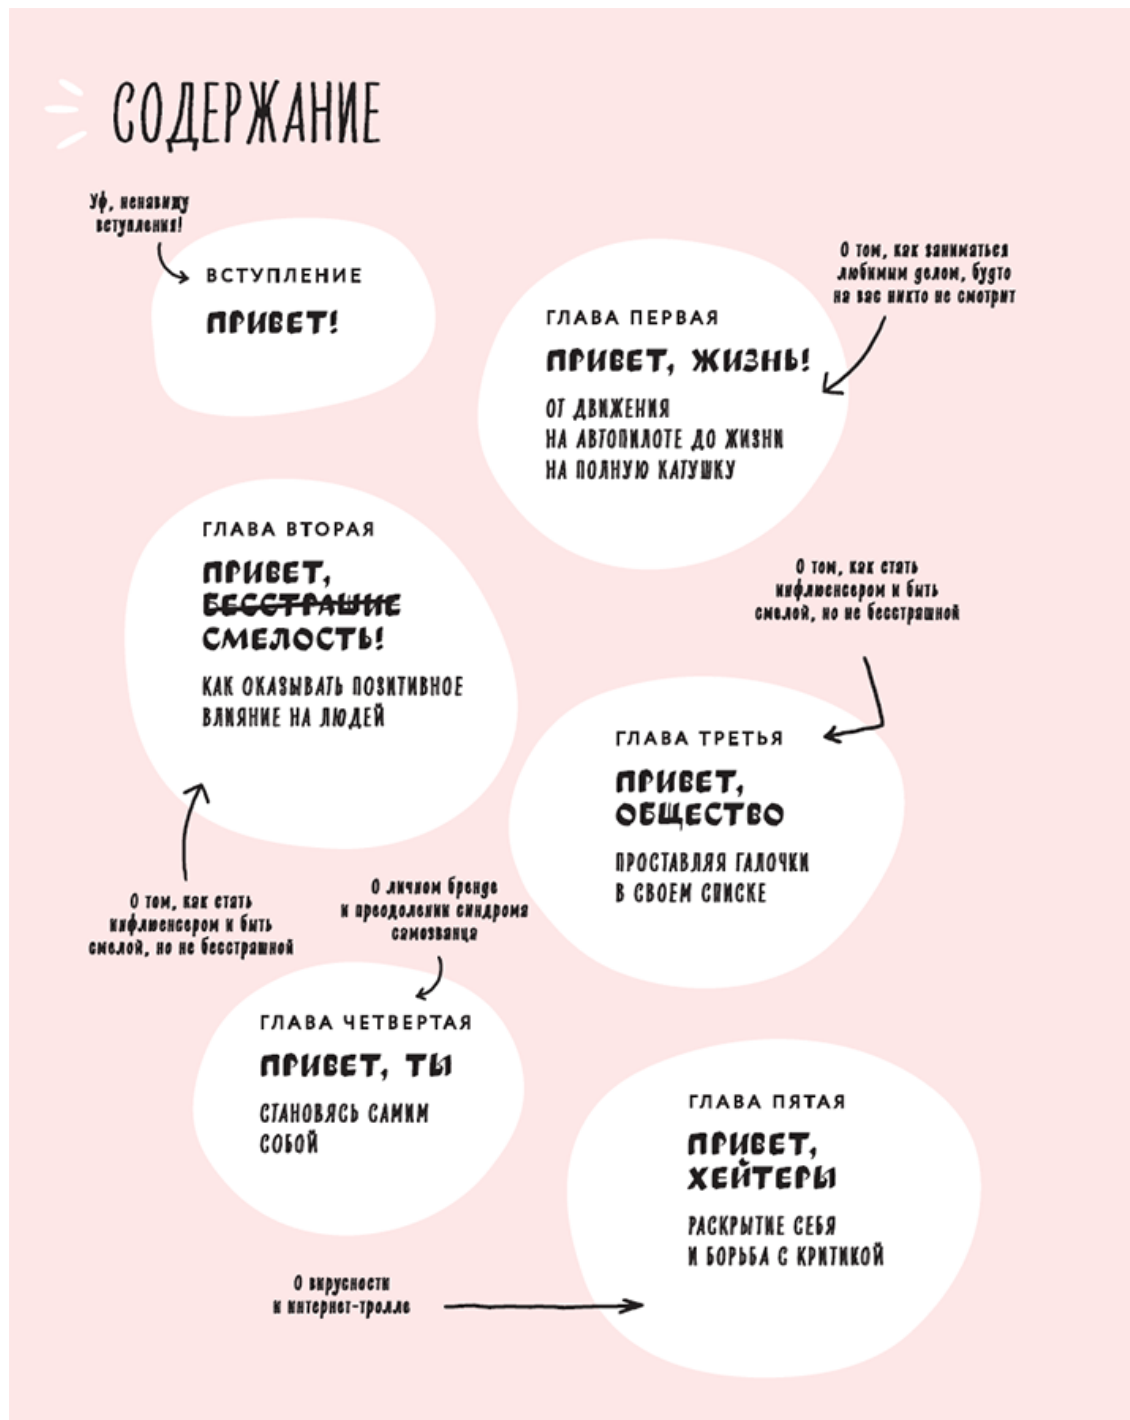 СОДЕРЖАНИЕ
Уф, ненавижу
вступления!
ВСТУПЛЕНИЕ
ПРИВЕТ!
О том, как заниматься
любимым делом, будто
на вас никто не смотрит
ГЛАВА ПЕРВАЯ
ПРИВЕТ, ЖИЗНЬ!
ОТ ДВИЖЕНИЯ
НА АВТОПИЛОТЕ ДО ЖИЗНИ
НА ПОЛНУЮ КАТУШКУ
ГЛАВА ВТОРАЯ
ПРИВЕТ,
БЕССТРАШИЕ
СМЕЛОСТЬ!
КАК ОКАЗЫВАТЬ ПОЗИТИВНОЕ
ВЛИЯНИЕ НА ЛЮДЕЙ
О том, как стать
инфлюенсером и быть
смелой, но не бесстрашной
О том, как стать
инфлюенсером и быть
смелой, но не бесстрашной
ГЛАВА ТРЕТЬЯ
ПРИВЕТ,
ОБЩЕСТВО
ПРОСТАВЛЯЯ ГАЛОЧКИ
В СВОЕМ СПИСКЕ
О личном бренде
и преодолении синдрома
самозванца
ГЛАВА ЧЕТВЕРТАЯ
ПРИВЕТ, ТЫ
СТАНОВЯСЬ САМИМ
СОБОЙ
ГЛАВА ПЯТАЯ
ПРИВЕТ,
ХЕЙТЕРЫ
РАСКРЫТИЕ СЕБЯ
И БОРЬБА С КРИТИКОЙ
О вирусности
и интернет-тролле